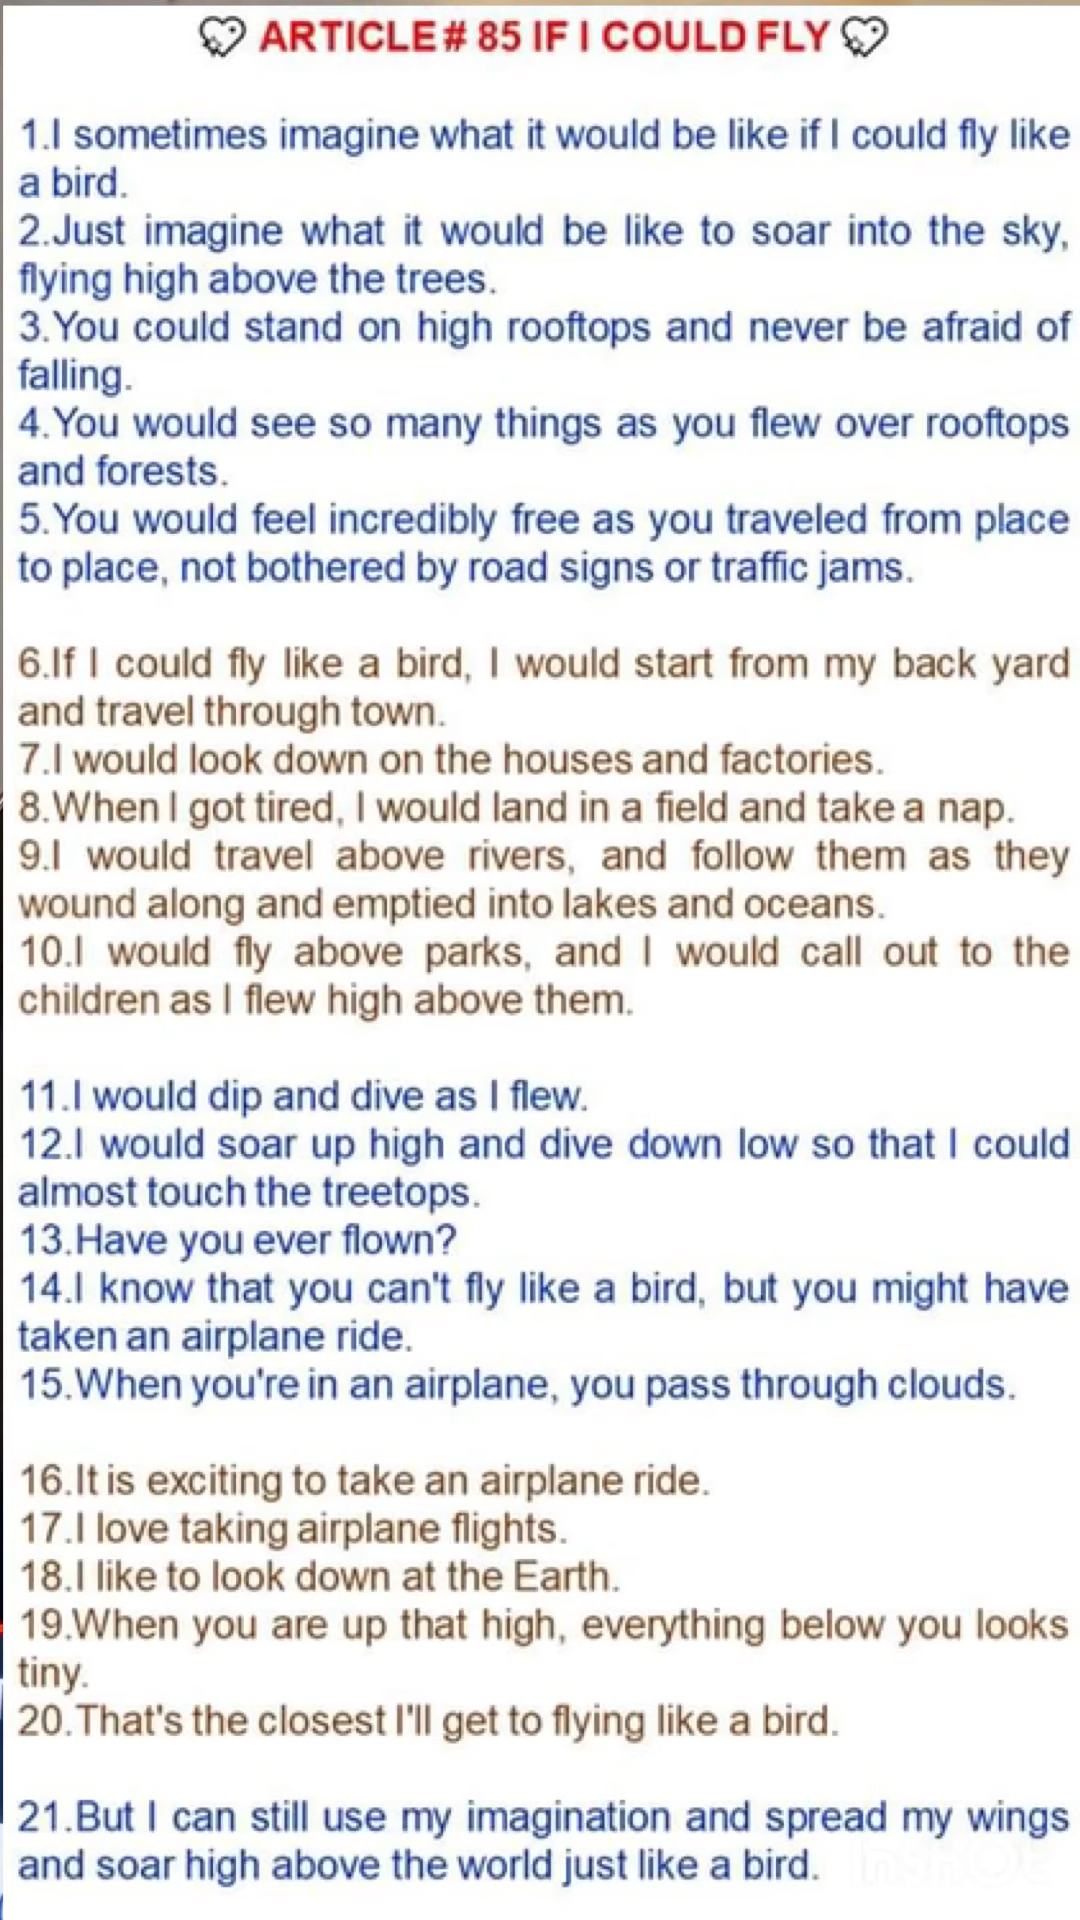 ARTICLE# 85 IF I COULD FLY
1.I sometimes imagine what it would be like if I could fly like
a bird.
2.Just imagine what it would be like to soar into the sky,
flying high above the trees.
3.You could stand on high rooftops and never be afraid of
falling.
4.You would see so many things as you flew over rooftops
and forests.
5.You would feel incredibly free as you traveled from place
to place, not bothered by road signs or traffic jams.
6.If I could fly like a bird, I would start from my back yard
and travel through town.
7.I would look down on the houses and factories.
8.When I got tired, I would land in a field and take a nap.
9.I would travel above rivers, and follow them as they
wound along and emptied into lakes and oceans.
10.I would fly above parks, and I would call out to the
children as I flew high above them.
11.I would dip and dive as I flew.
12.I would soar up high and dive down low so that I could
almost touch the treetops.
13.Have you ever flown?
14.I know that you can't fly like a bird, but you might have
taken an airplane ride.
15.When you're in an airplane, you pass through clouds.
16.It is exciting to take an airplane ride.
17.I love taking airplane flights.
18.I like to look down at the Earth.
19.When you are up that high, everything below you looks
tiny.
20.That's the closest I'll get to flying like a bird.
21.But I can still use my imagination and spread my wings
and soar high above the world just like a bird.